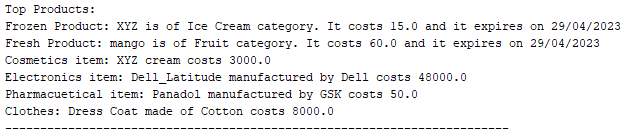 Top Products:
Frozen Product: XYZ is of Ice Cream category. It costs 15.0 and it expires on 29/04/2023
Fresh Product: mango is of Fruit category. It costs 60.0 and it expires on 29/04/2023
Cosmetics item: XYZ cream costs 3000.0
Electronics item: Dell_Latitude manufactured by Dell costs 48000.0
Pharmacuetical item: Panadol manufactured by GSK costs 50.0
Clothes: Dress Coat made of Cotton costs 8000.0
--------------------------------------------------------------------------